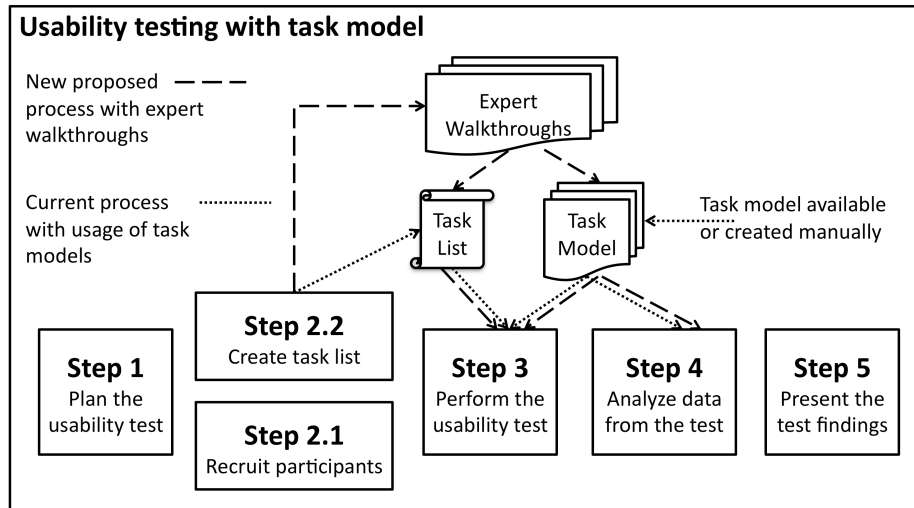 Usability testing with task model
New proposed
process with expert
walkthroughs
Expert
Walkthroughs
Current process
with usage of task
models
Task
List
Task
Model
Task model available
or created manually
Step 1
Plan the
usability test
Step 2.2
Create task list
Step 2.1
Recruit participants
Step 3
Perform the
usability test
Step 4
Analyze data
from the test
Step 5
Present the
test findings